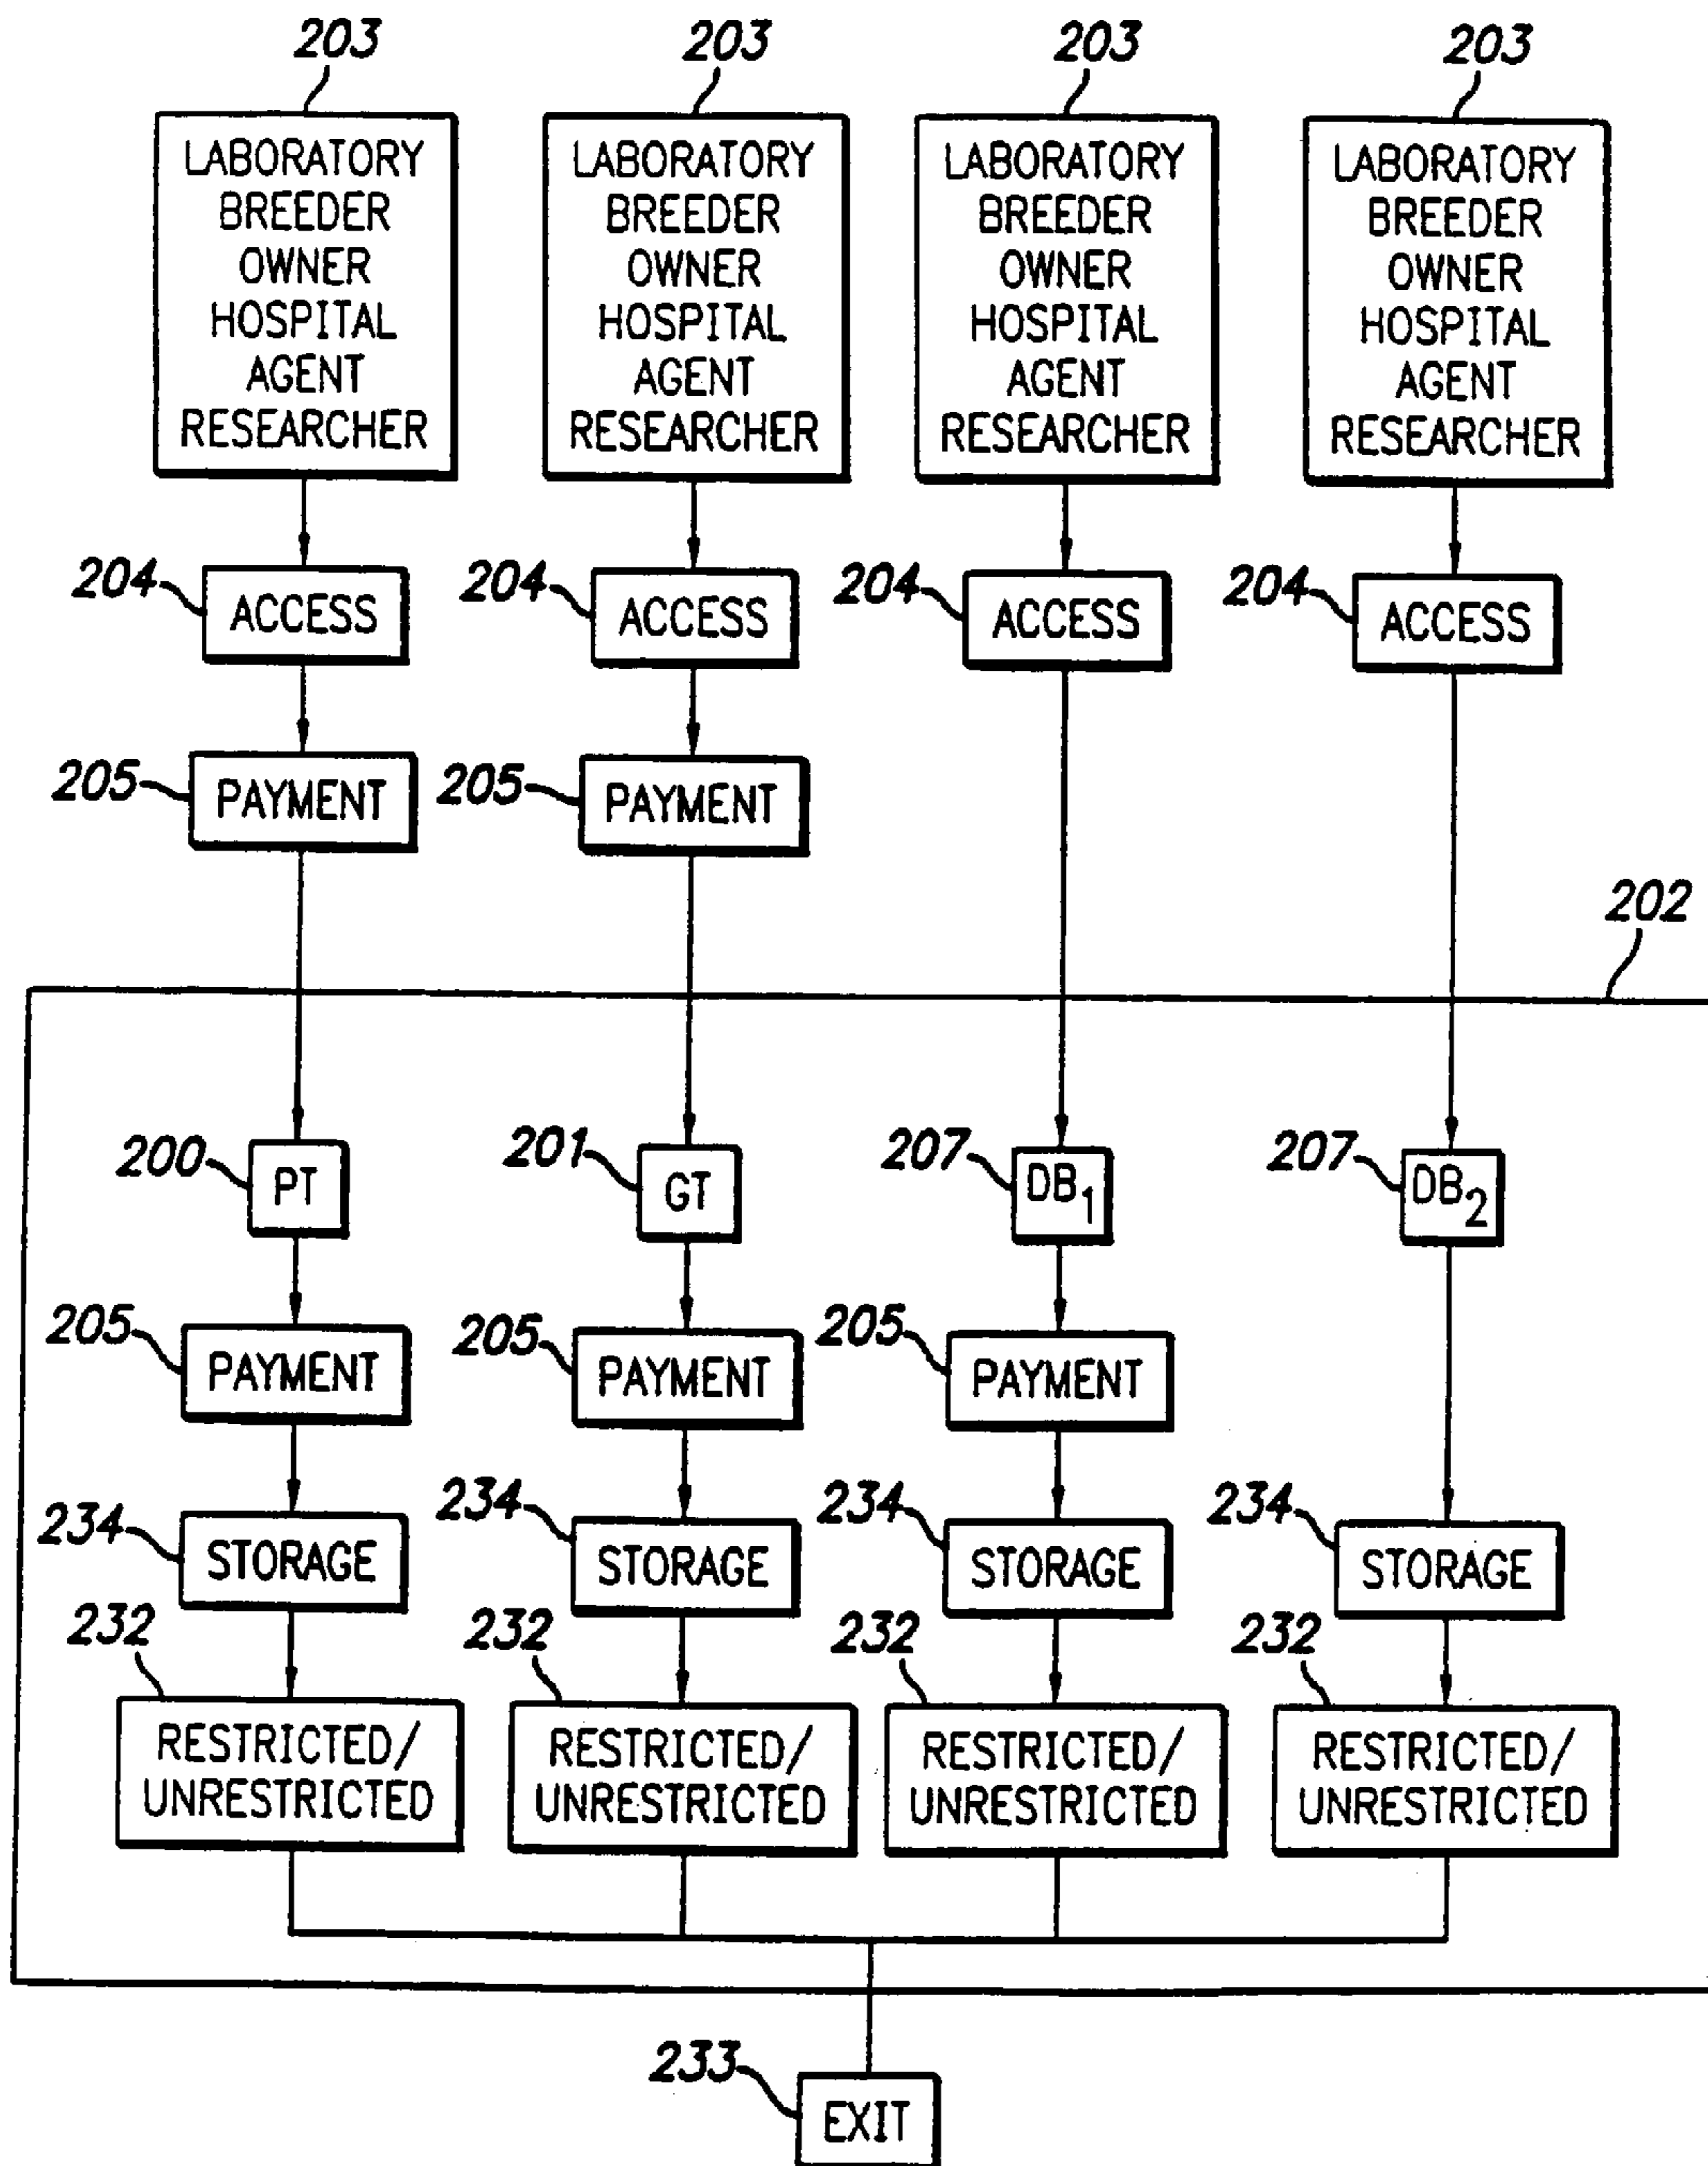 203 203 203 203
LABORATORY LABORATORY LABORATORY LABORATORY
BREEDER BREEDER BREEDER BREEDER
OWNER OWNER OWNER OWNER
HOSPITAL HOSPITAL HOSPITAL HOSPITAL
AGENT AGENT AGENT AGENT
RESEARCHER RESEARCHER RESEARCHER RESEARCHER
204 ACCESS 204 ACCESS 204 ACCESS 204 ACCESS
205 PAYMENT 205 PAYMENT
202
200 PT 201 GT 207 DB1 207 DB2
205 PAYMENT 205 PAYMENT 205 PAYMENT
234 STORAGE 234 STORAGE 234 STORAGE 234 STORAGE
232 232 232 232
RESTRICTED/ RESTRICTED/ RESTRICTED/ RESTRICTED/
UNRESTRICTED UNRESTRICTED UNRESTRICTED UNRESTRICTED
233 EXIT